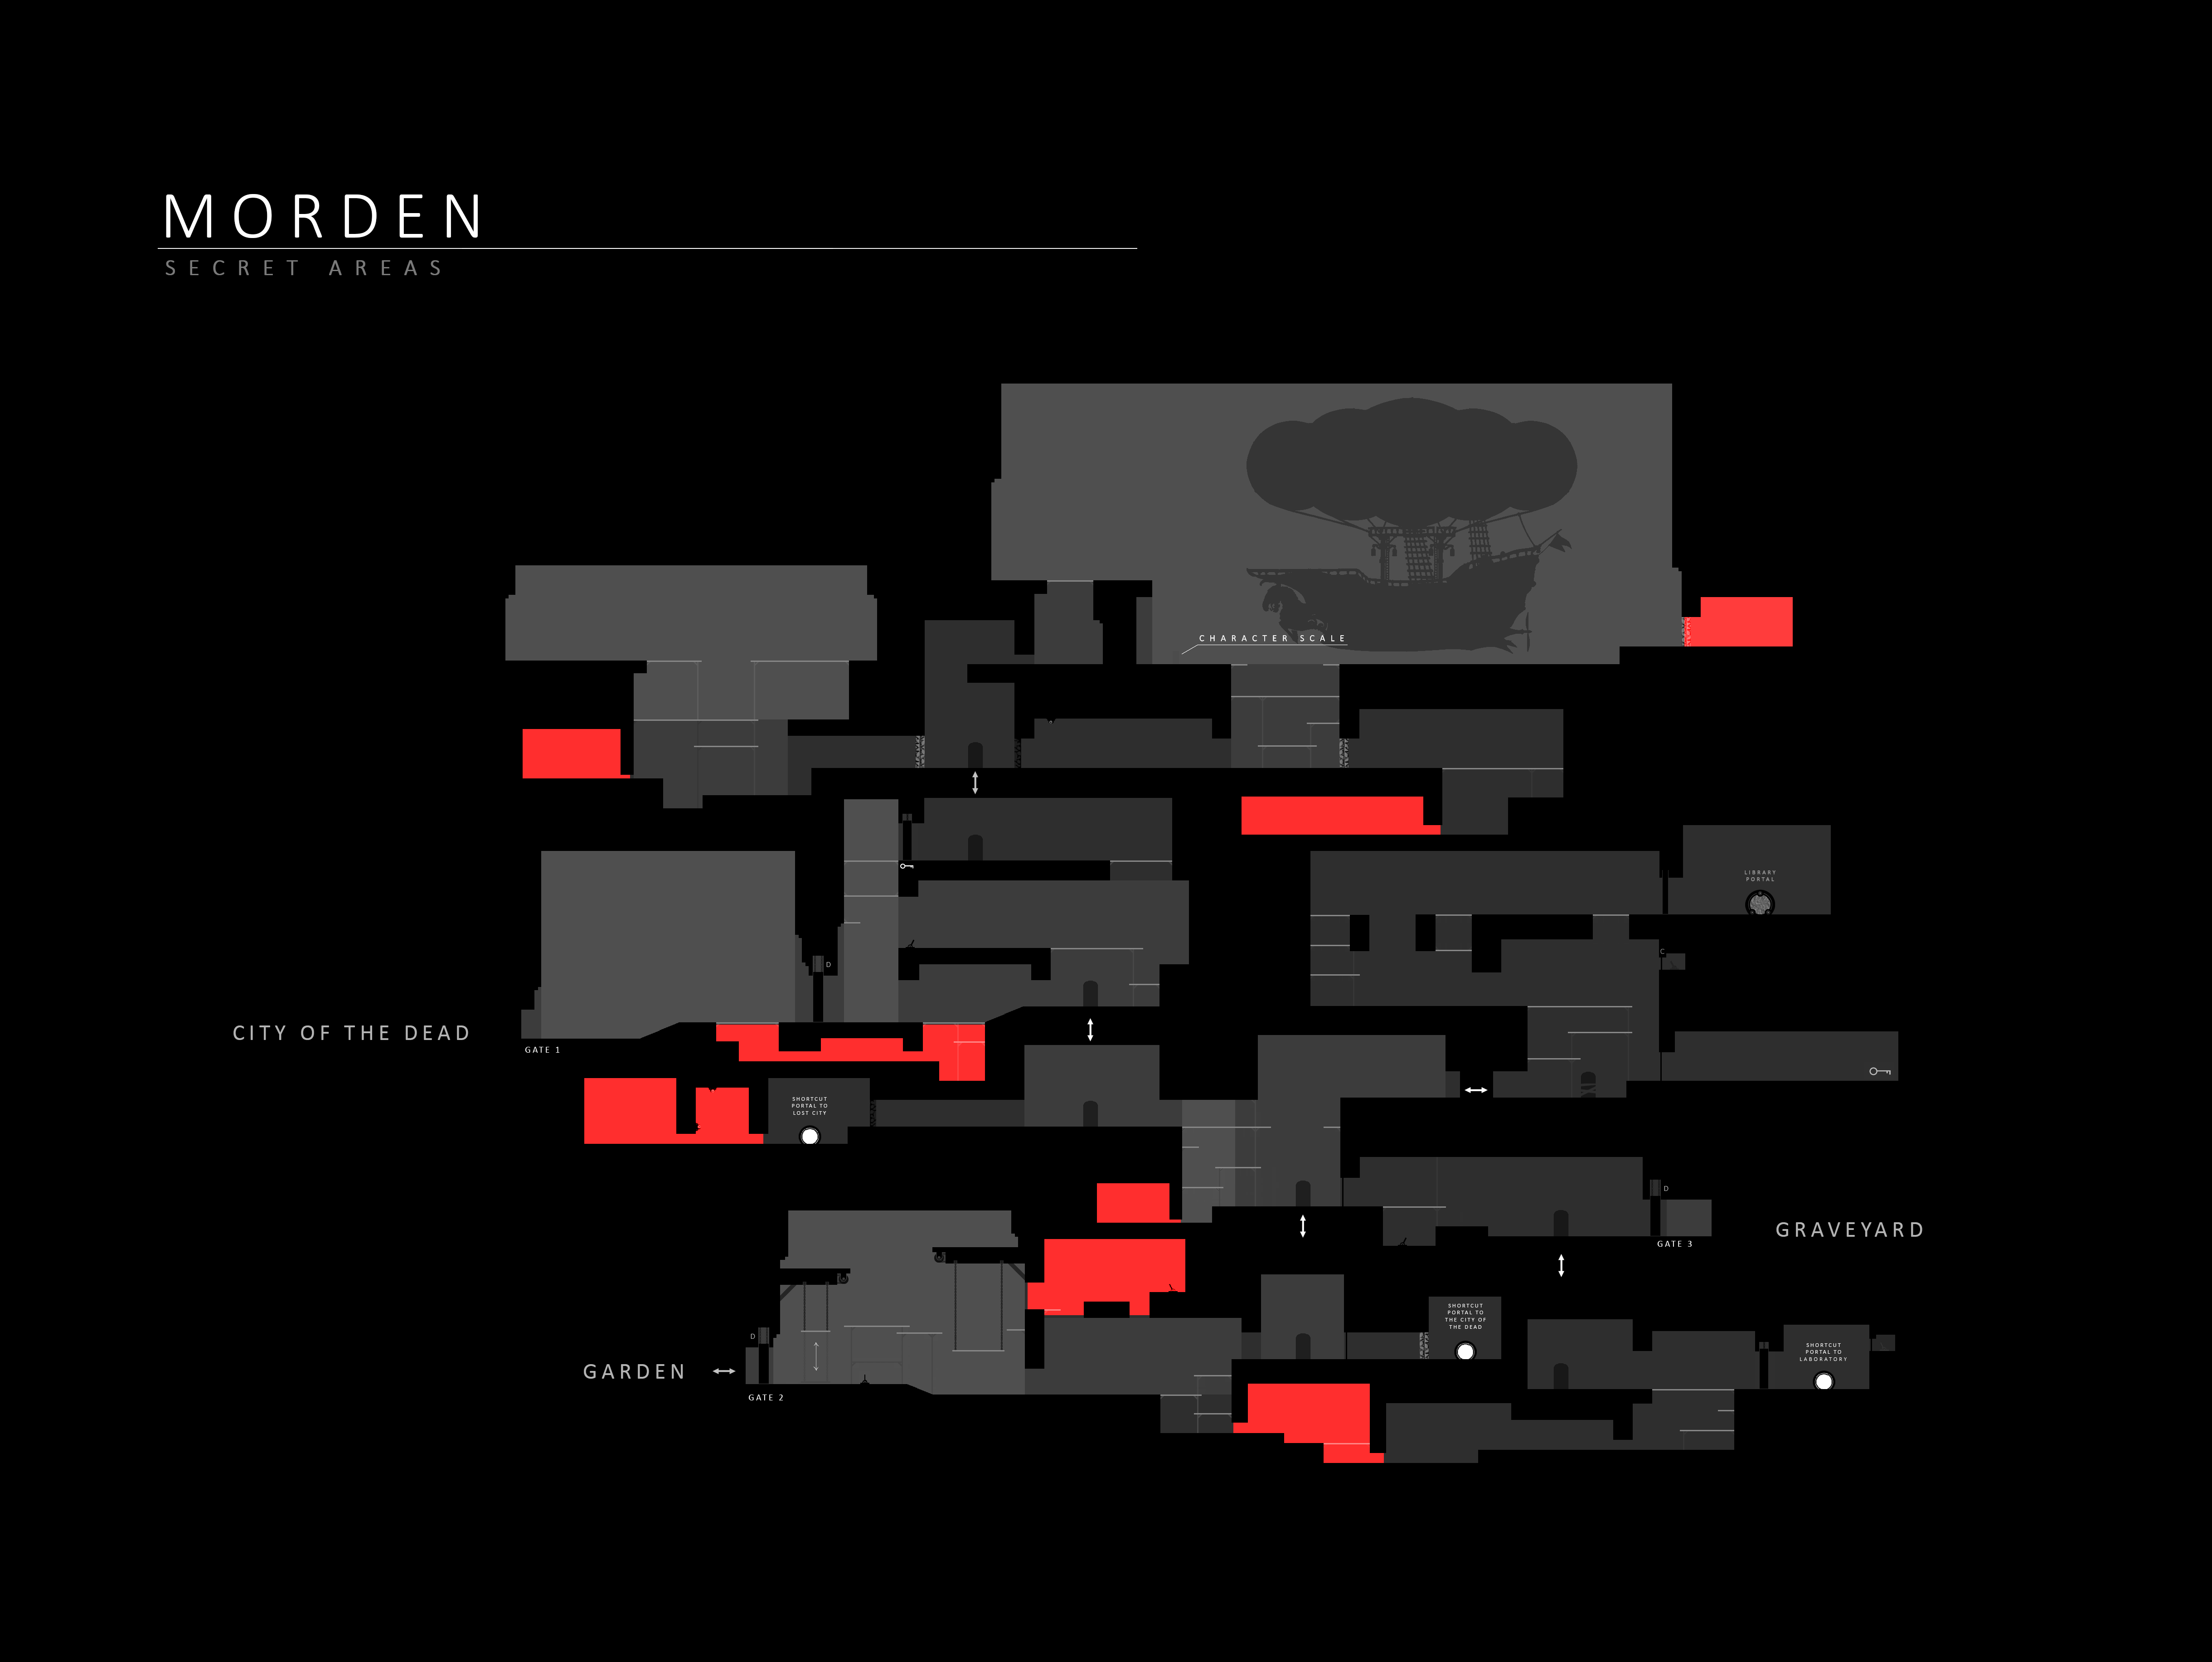 MORDEN
SECRET AREAS
CHARACTER SCALE
LIBRARY
PORTAL
D
C
CITY OF THE DEAD
GATE 1
SHORTCUT
PORTAL TO
LOST CITY
D
GRAVEYARD
GATE 3
SHORTCUT
PORTAL TO
THE CITY OF
THE DEAD
D
SHORTCUT
PORTAL TO
LABORATORY
GARDEN
GATE 2